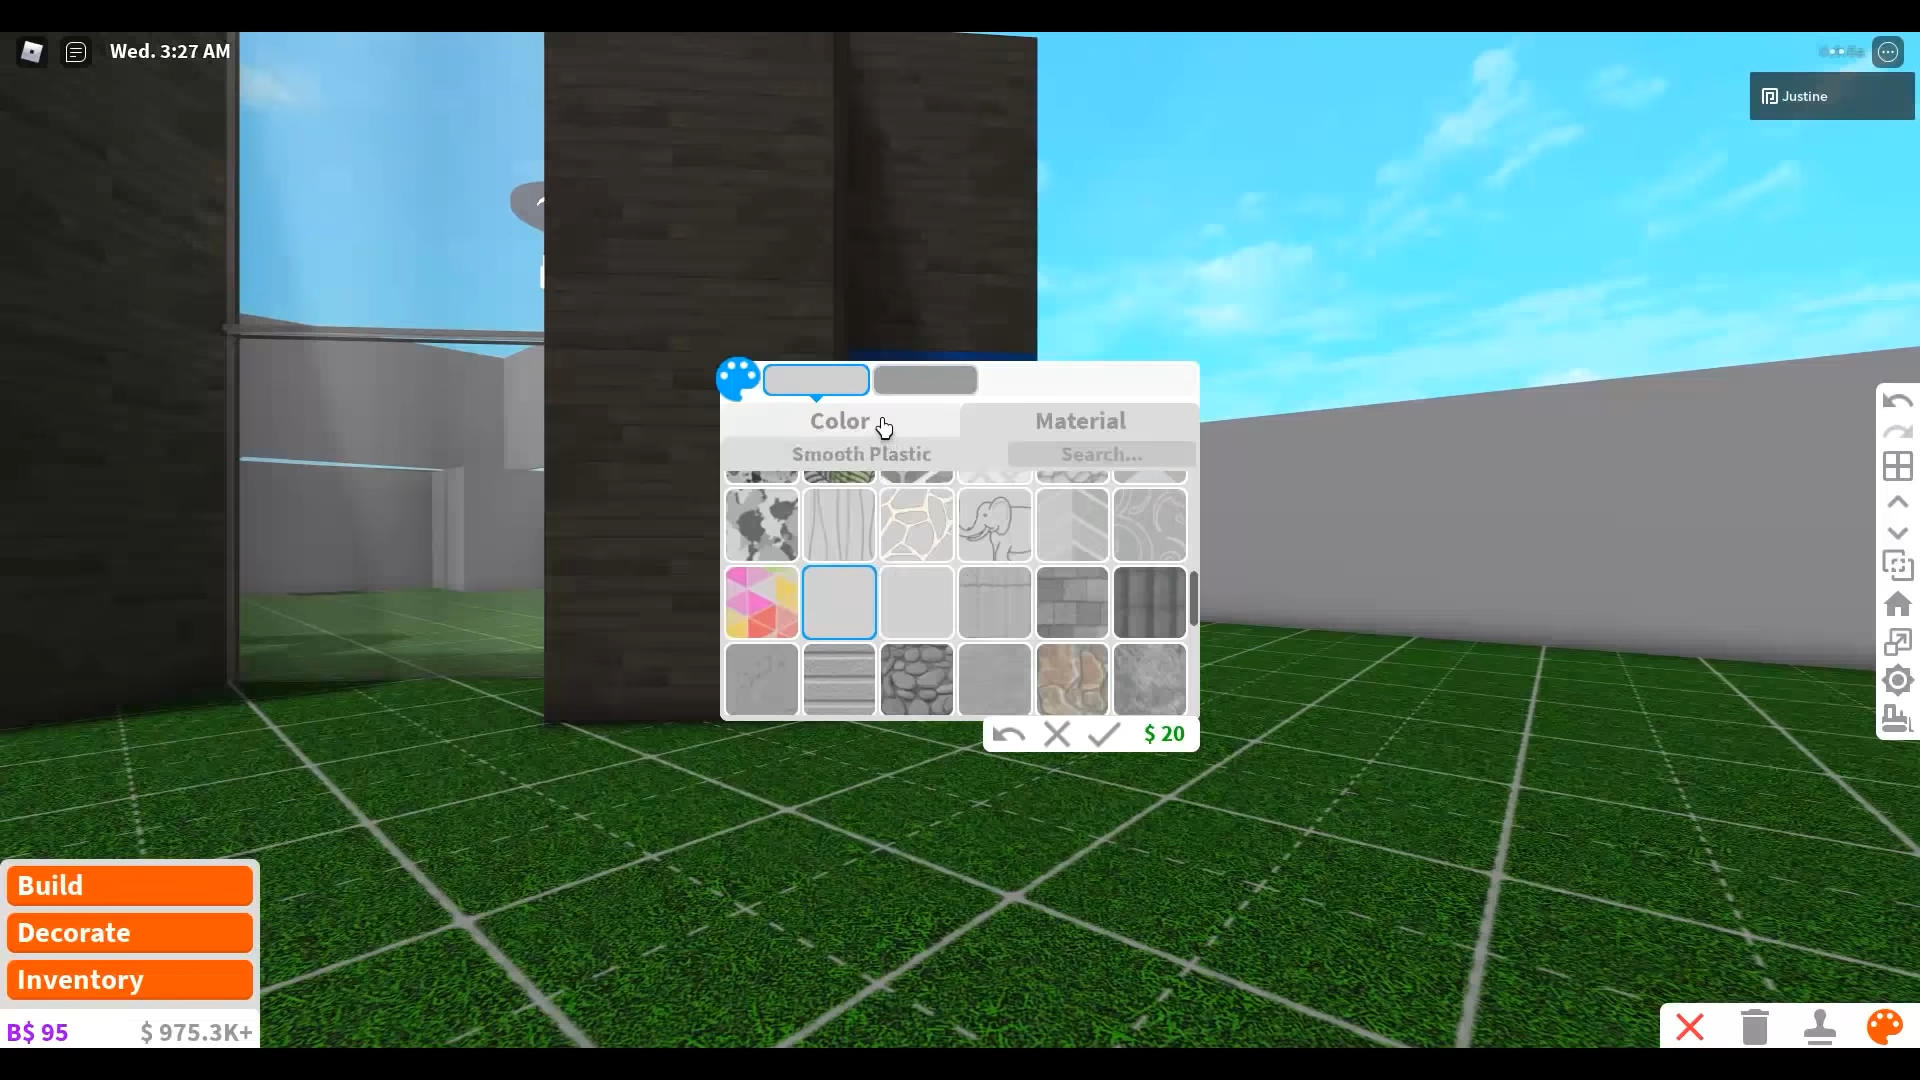 Wed. 3:27 AM
Justine
Color
Material
Smooth Plastic
Search...
$ 20
Build
Decorate
Inventory
B$ 95
$ 975.3K+